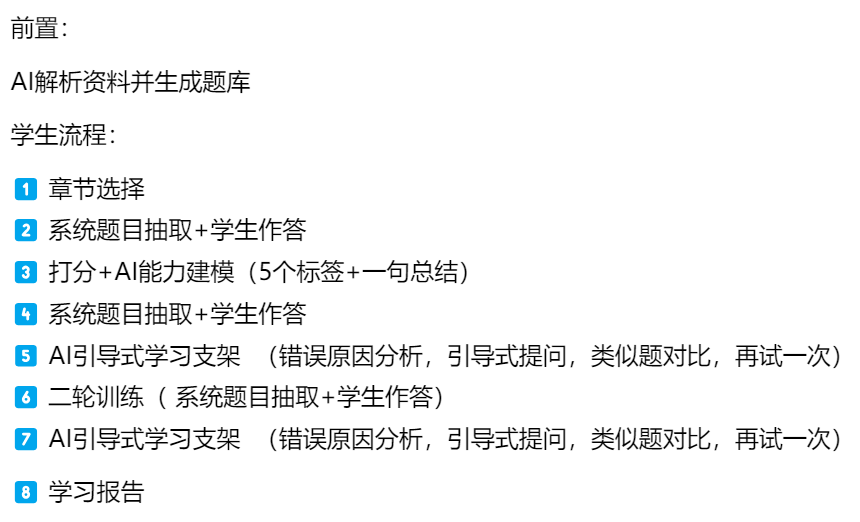 前置：
AI解析资料并生成题库
学生流程：
1 章节选择
2 系统题目抽取+学生作答
3 打分+AI能力建模（5个标签+一句总结）
4 系统题目抽取+学生作答
5 AI引导式学习支架 （错误原因分析，引导式提问，类似题对比，再试一次）
6 二轮训练（ 系统题目抽取+学生作答）
7 AI引导式学习支架 （错误原因分析，引导式提问，类似题对比，再试一次）
8 学习报告